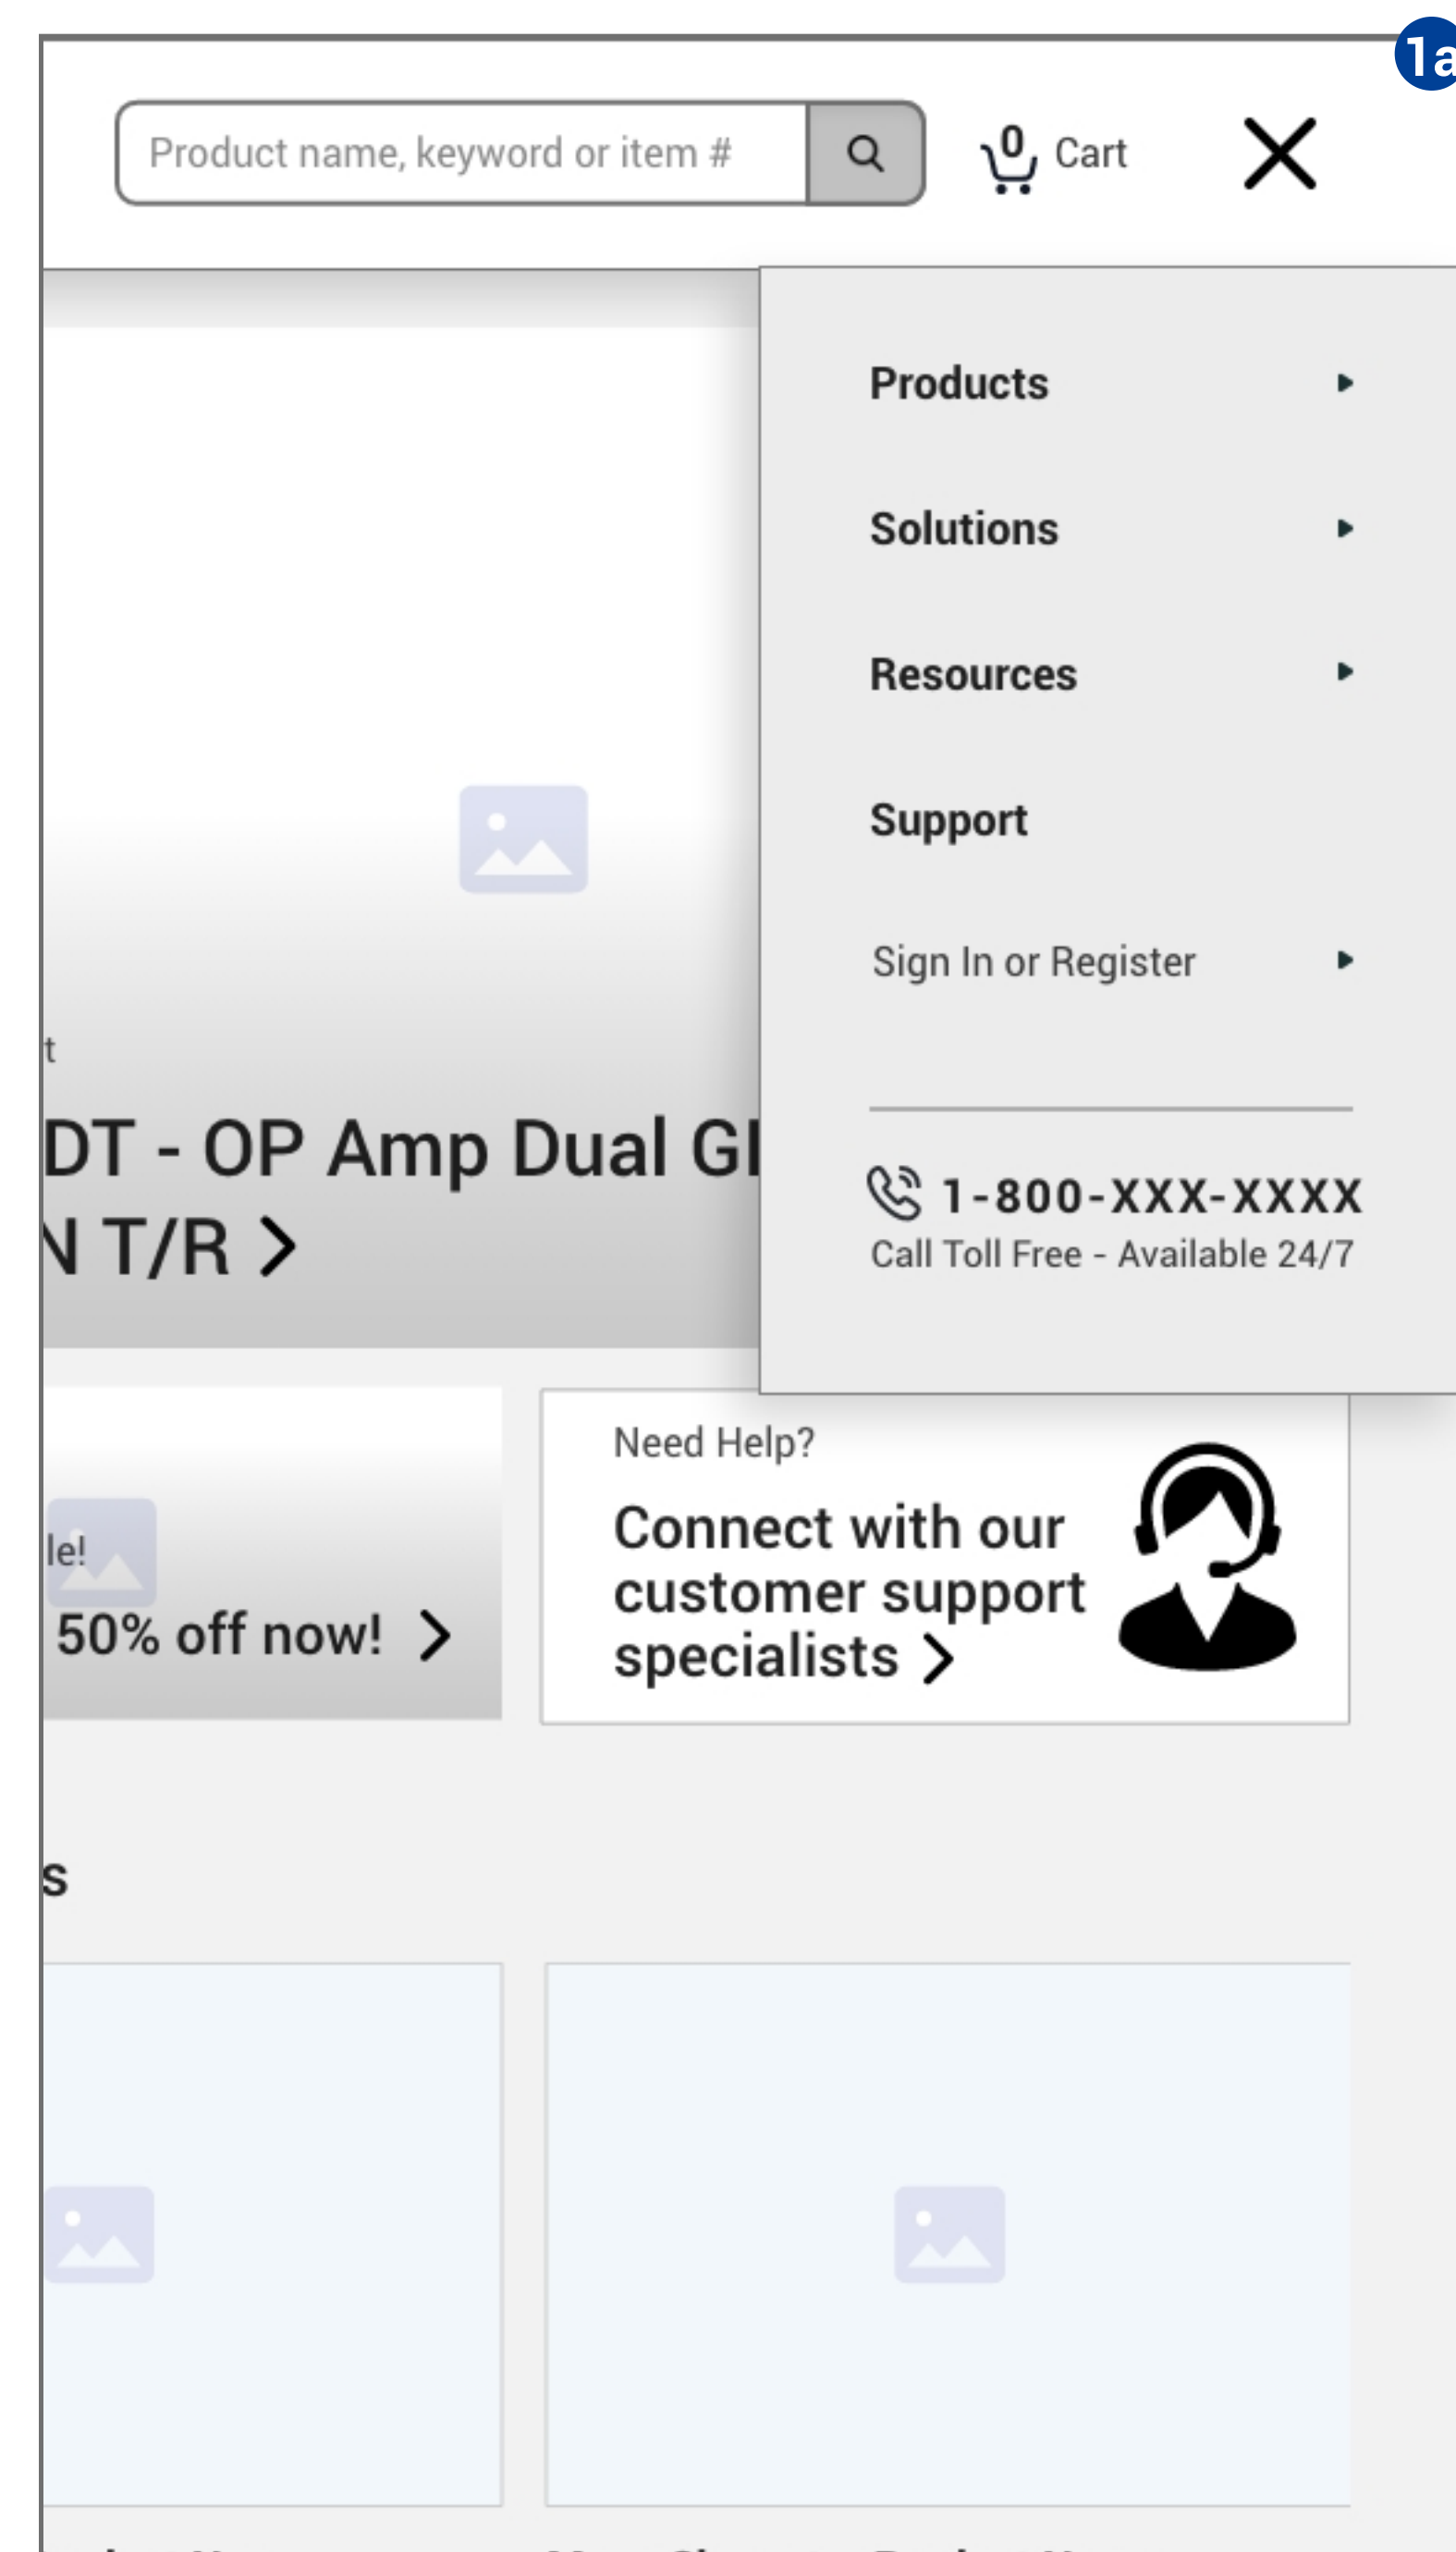 1a
Product name, keyword or item #
0 Cart
Products
Solutions
Resources
Support
Sign In or Register
t
DT - OP Amp Dual G
N T/R
1-800-XXX-XXXX
Call Toll Free - Available 24/7
Need Help?
Connect with our
customer support
specialists
le!
50% off now!
s